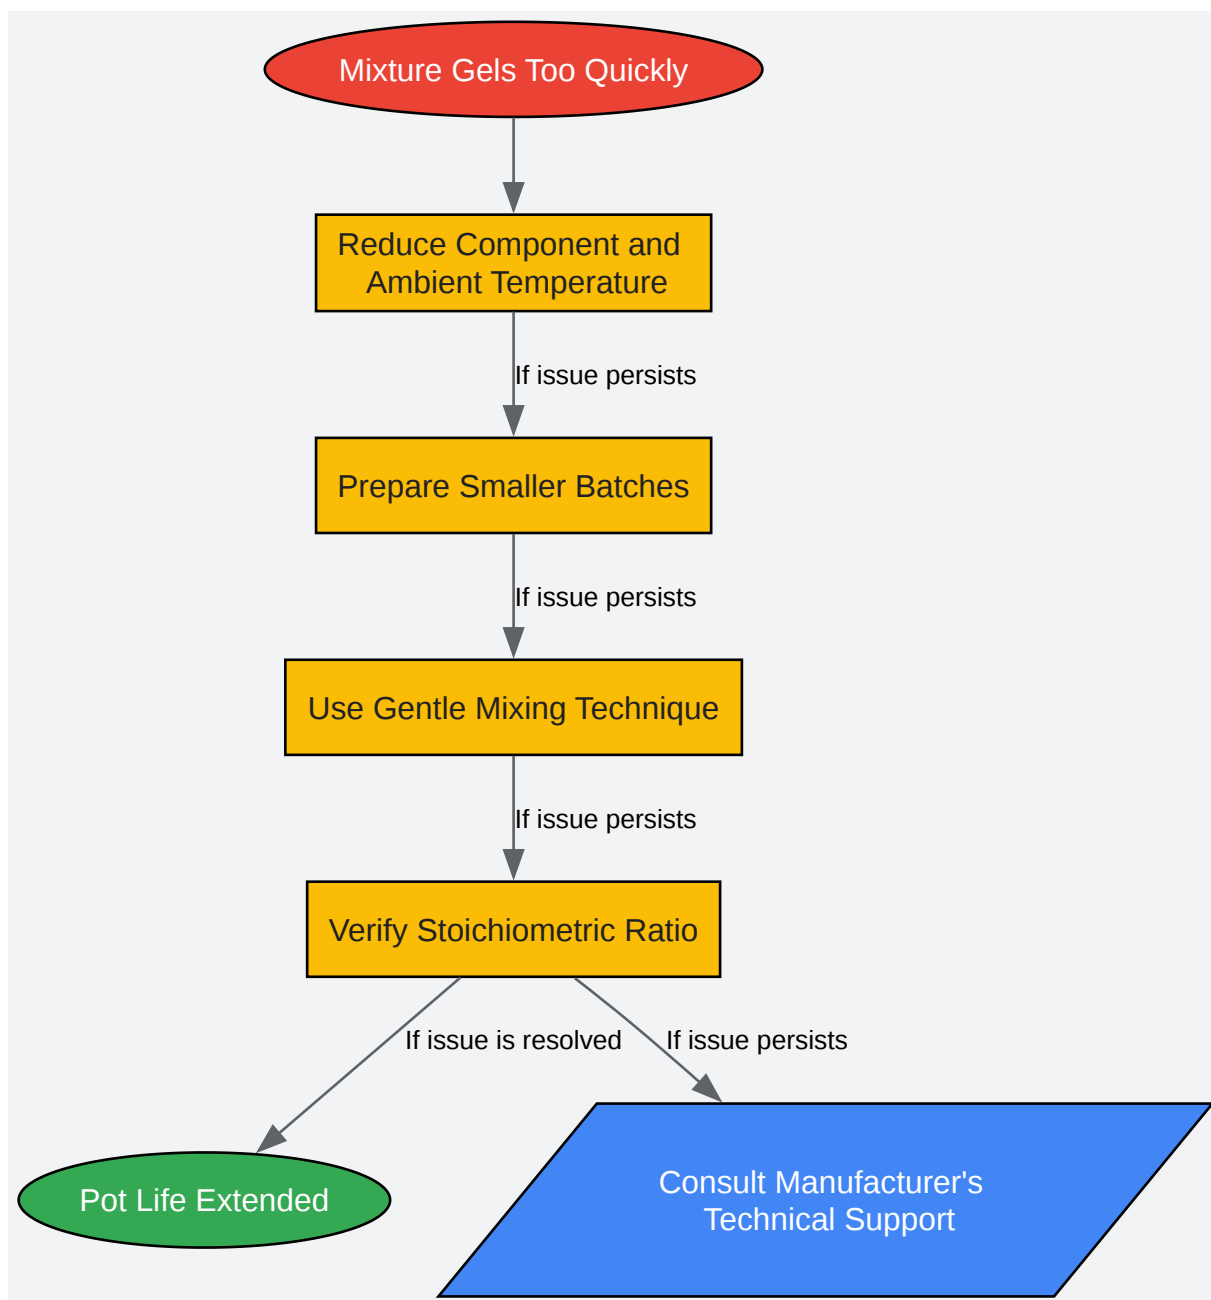 Mixture Gels Too Quickly
Reduce Component and
Ambient Temperature
If issue persists
Prepare Smaller Batches
If issue persists
Use Gentle Mixing Technique
If issue persists
Verify Stoichiometric Ratio
If issue is resolved
If issue persists
Pot Life Extended
Consult Manufacturer's
Technical Support